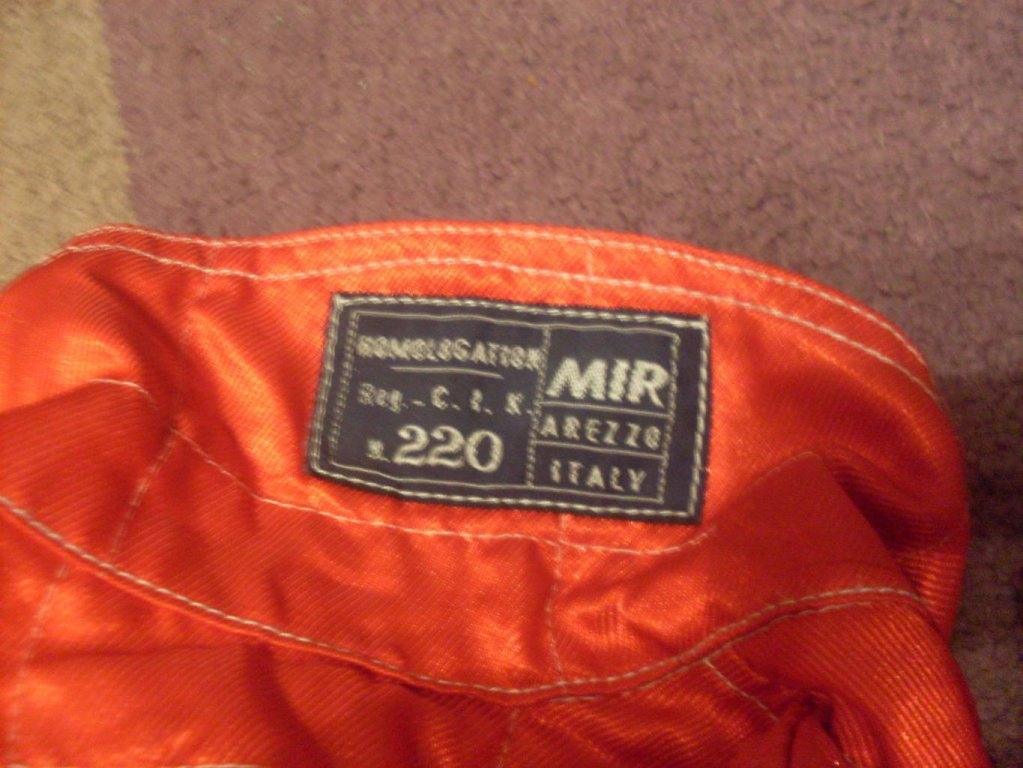 HOMOLOGATION
Reg. - C. I. K.
n. 220
MIR
AREZZO
ITALY